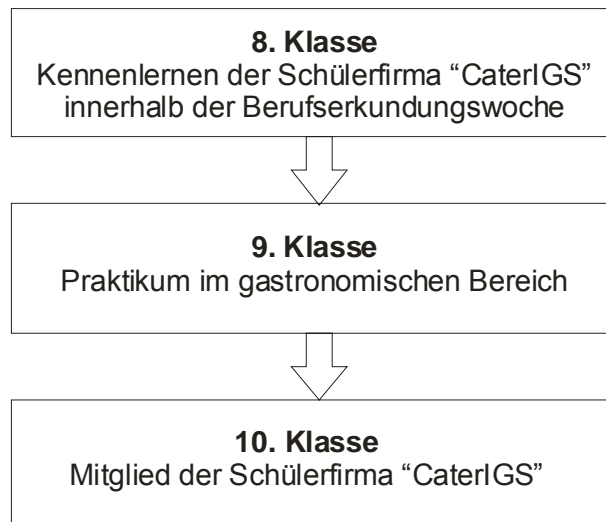 8. Klasse
Kennenlernen der Schülerfirma “CaterIGS”
innerhalb der Berufserkundungswoche
9. Klasse
Praktikum im gastronomischen Bereich
10. Klasse
Mitglied der Schülerfirma “CaterIGS”